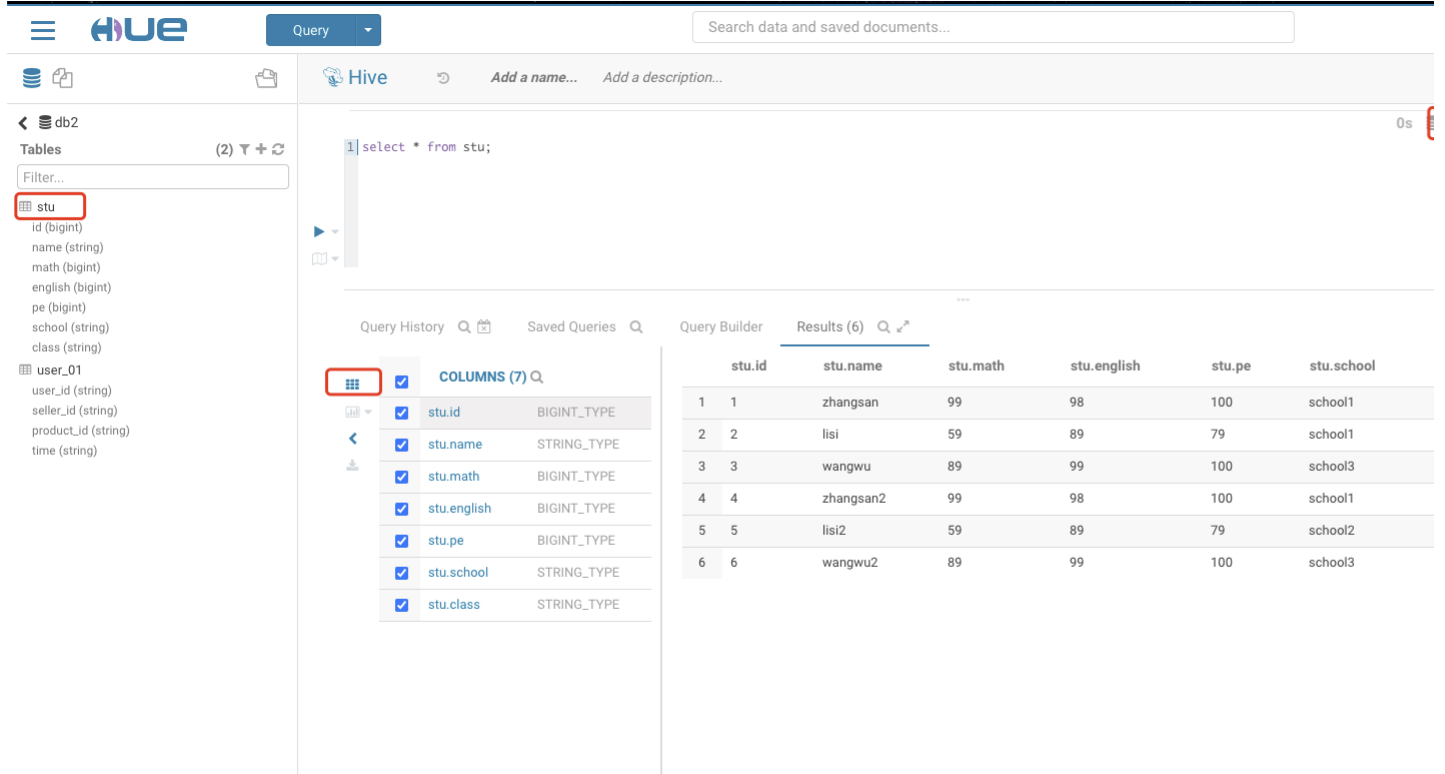 HUE Query Search data and saved documents...
Hive Add a name... Add a description...
db2
Tables (2)
Filter...
stu
id (bigint)
name (string)
math (bigint)
english (bigint)
pe (bigint)
school (string)
class (string)
user_01
user_id (string)
seller_id (string)
product_id (string)
time (string)
0s
1 select * from stu;
Query History Saved Queries Query Builder Results (6)
COLUMNS (7)
stu.id BIGINT_TYPE
stu.name STRING_TYPE
stu.math BIGINT_TYPE
stu.english BIGINT_TYPE
stu.pe BIGINT_TYPE
stu.school STRING_TYPE
stu.class STRING_TYPE
stu.id stu.name stu.math stu.english stu.pe stu.school
1 1 zhangsan 99 98 100 school1
2 2 lisi 59 89 79 school1
3 3 wangwu 89 99 100 school3
4 4 zhangsan2 99 98 100 school1
5 5 lisi2 59 89 79 school2
6 6 wangwu2 89 99 100 school3